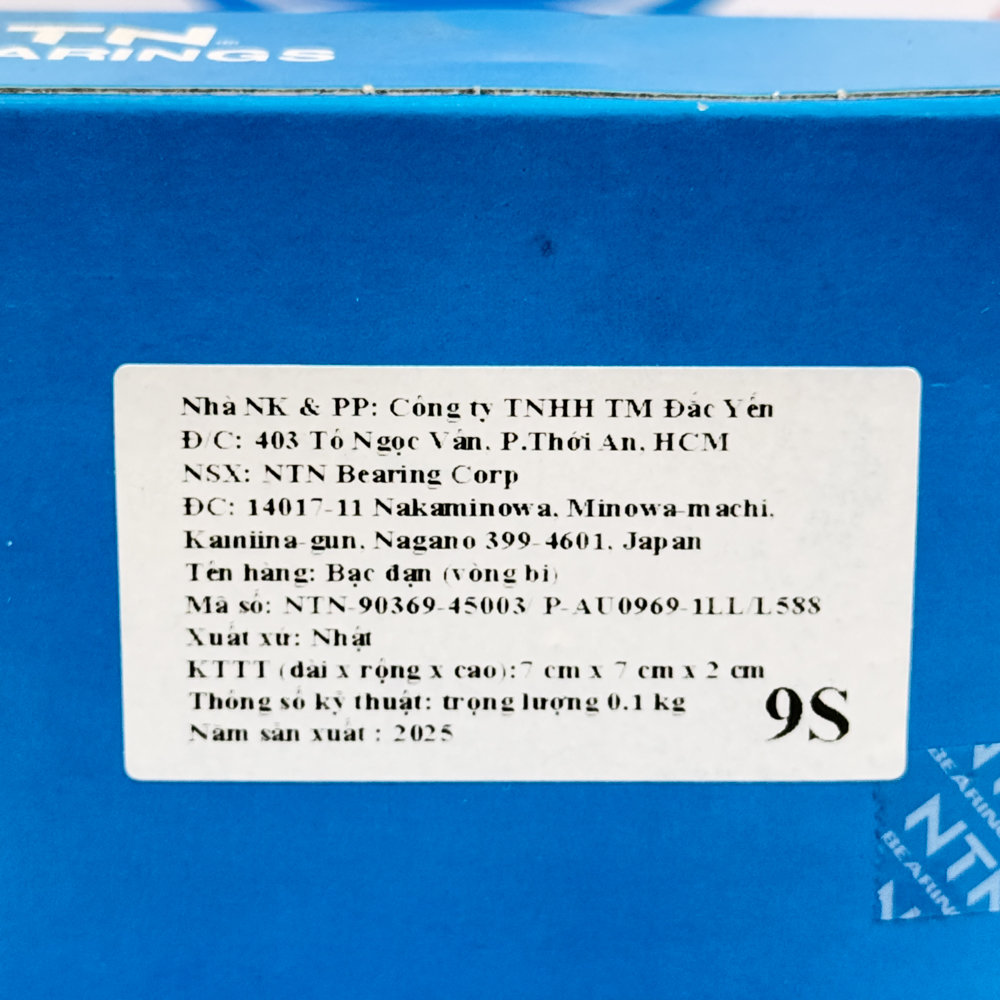 TN
ARINGS
Nhà NK & PP: Công ty TNHH TM Đắc Yến
Đ/C: 403 Tô Ngọc Vân, P.Thới An, HCM
NSX: NTN Bearing Corp
ĐC: 14017-11 Nakaminowa, Minowa-machi,
Kamiina-gun, Nagano 399-4601, Japan
Tên hàng: Bạc đạn (vòng bi)
Mã số: NTN-90369-45003/ P-AU0969-1LL/L588
Xuất xứ: Nhật
KTTT (dài x rộng x cao):7 cm x 7 cm x 2 cm
Thông số kỹ thuật: trọng lượng 0.1 kg
Năm sản xuất : 2025
9S
BEARIN
NTN
BEARIN